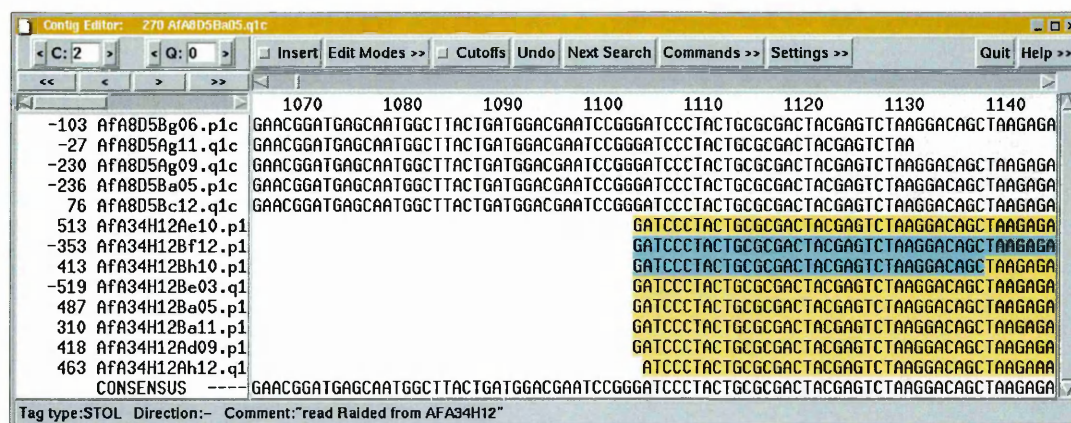 Contig Editor: 270 AfA8D5Ba05.q1c
< C: 2 > < Q: 0 > Insert Edit Modes >> Cutoffs Undo Next Search Commands >> Settings >> Quit Help >>
<< < > >>
1070 1080 1090 1100 1110 1120 1130 1140
-103 AfA8D5Bg06.p1c GAACGGATGAGCAATGGCTTACTGATGGACGAATCCGGGATCCCTACTGCGCGACTACGAGTCTAAGGACAGCTAAGAGA
-27 AfA8D5Ag11.q1c GAACGGATGAGCAATGGCTTACTGATGGACGAATCCGGGATCCCTACTGCGCGACTACGAGTCTAA
-230 AfA8D5Ag09.q1c GAACGGATGAGCAATGGCTTACTGATGGACGAATCCGGGATCCCTACTGCGCGACTACGAGTCTAAGGACAGCTAAGAGA
-236 AfA8D5Ba05.p1c GAACGGATGAGCAATGGCTTACTGATGGACGAATCCGGGATCCCTACTGCGCGACTACGAGTCTAAGGACAGCTAAGAGA
76 AfA8D5Bc12.q1c GAACGGATGAGCAATGGCTTACTGATGGACGAATCCGGGATCCCTACTGCGCGACTACGAGTCTAAGGACAGCTAAGAGA
513 AfA34H12Ae10.p1 GATCCCTACTGCGCGACTACGAGTCTAAGGACAGCTAAGAGA
-353 AfA34H12Bf12.p1 GATCCCTACTGCGCGACTACGAGTCTAAGGACAGCTAAGAGA
413 AfA34H12Bh10.p1 GATCCCTACTGCGCGACTACGAGTCTAAGGACAGCTAAGAGA
-519 AfA34H12Be03.q1 GATCCCTACTGCGCGACTACGAGTCTAAGGACAGCTAAGAGA
487 AfA34H12Ba05.p1 GATCCCTACTGCGCGACTACGAGTCTAAGGACAGCTAAGAGA
310 AfA34H12Ba11.p1 GATCCCTACTGCGCGACTACGAGTCTAAGGACAGCTAAGAGA
418 AfA34H12Ad09.p1 GATCCCTACTGCGCGACTACGAGTCTAAGGACAGCTAAGAGA
463 AfA34H12Ah12.q1 ATCCCTACTGCGCGACTACGAGTCTAAGGACAGCTAAGAAA
CONSENSUS ---- GAACGGATGAGCAATGGCTTACTGATGGACGAATCCGGGATCCCTACTGCGCGACTACGAGTCTAAGGACAGCTAAGAGA
Tag type:STOL Direction:- Comment:"read Raided from AFA34H12"